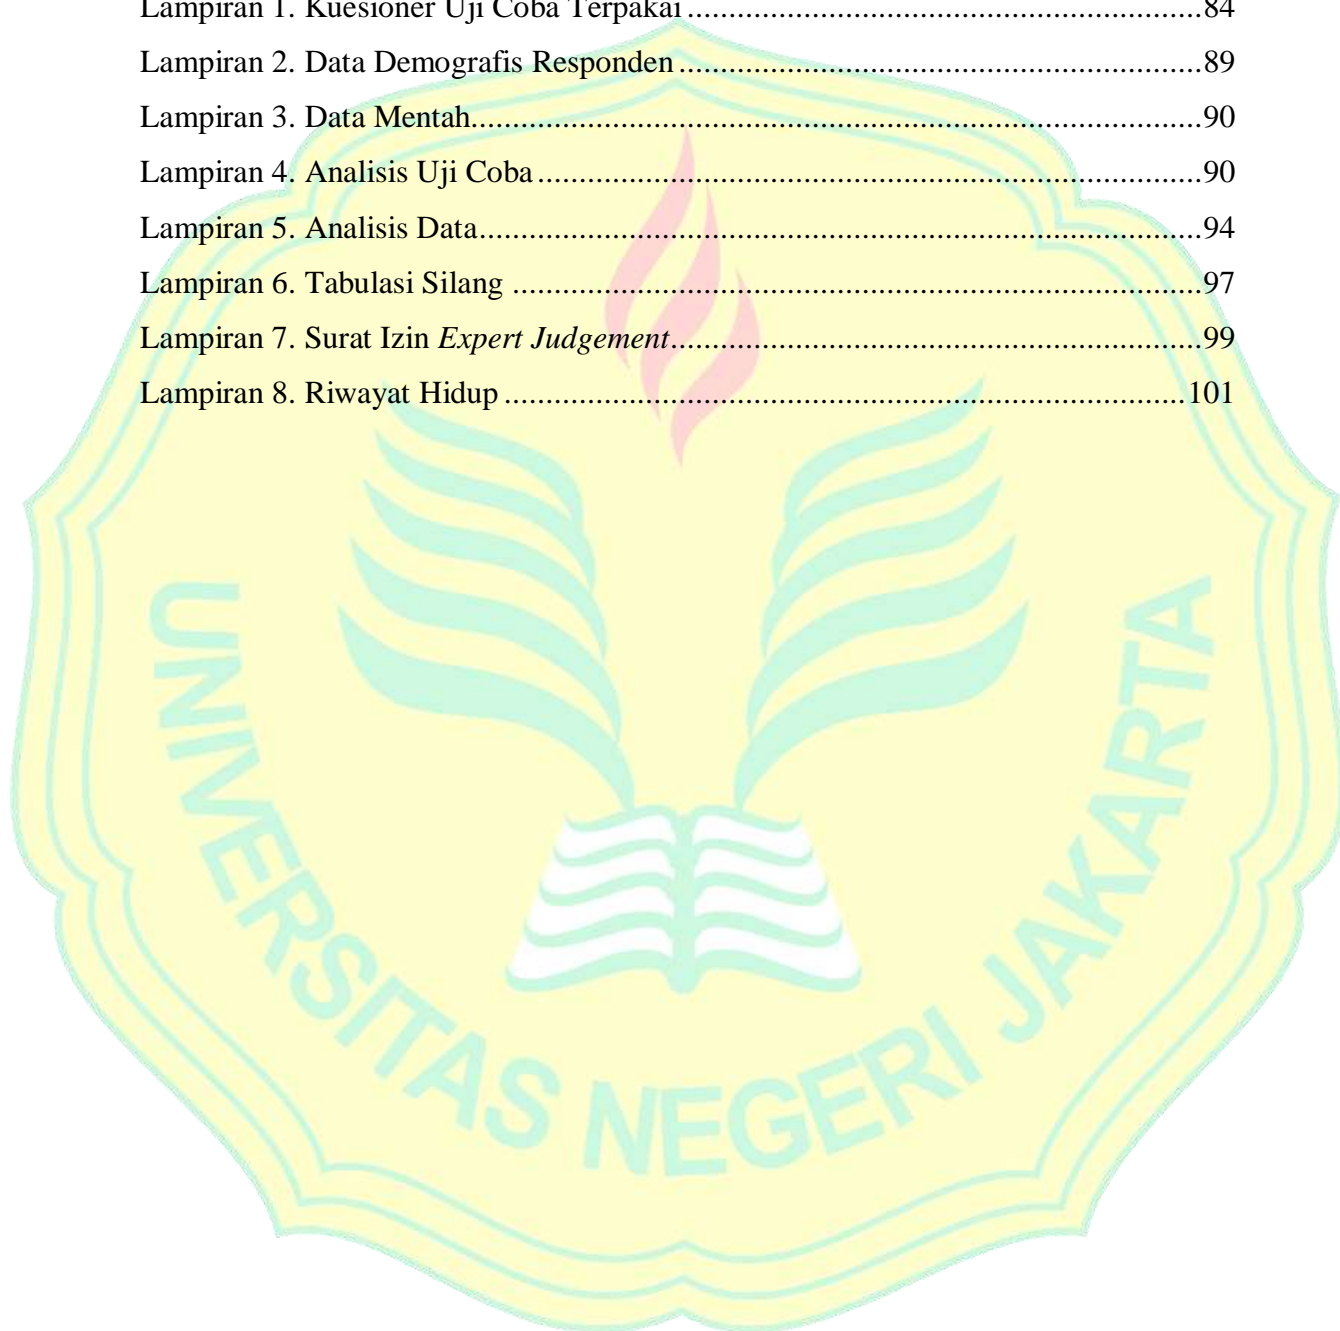 Lampiran 1. Kuesioner Uji Coba Terpakai..................................................................84
Lampiran 2. Data Demografis Responden ..................................................................89
Lampiran 3. Data Mentah............................................................................................90
Lampiran 4. Analisis Uji Coba ....................................................................................90
Lampiran 5. Analisis Data...........................................................................................94
Lampiran 6. Tabulasi Silang .......................................................................................97
Lampiran 7. Surat Izin Expert Judgement...................................................................99
Lampiran 8. Riwayat Hidup ......................................................................................101
UNIVERSITAS NEGERI JAKARTA